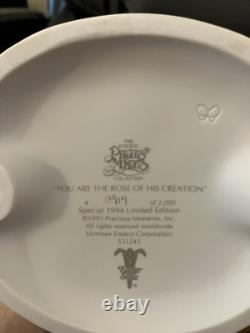 THE
ENESCO
Precious
Moments
COLLECTION
"YOU ARE THE ROSE OF HIS CREATION"
# of 2,000
Special 1994 Limited Edition
©1993 Precious Moments, Inc.
All rights reserved worldwide
Licensee Enesco Corporation
531243
®